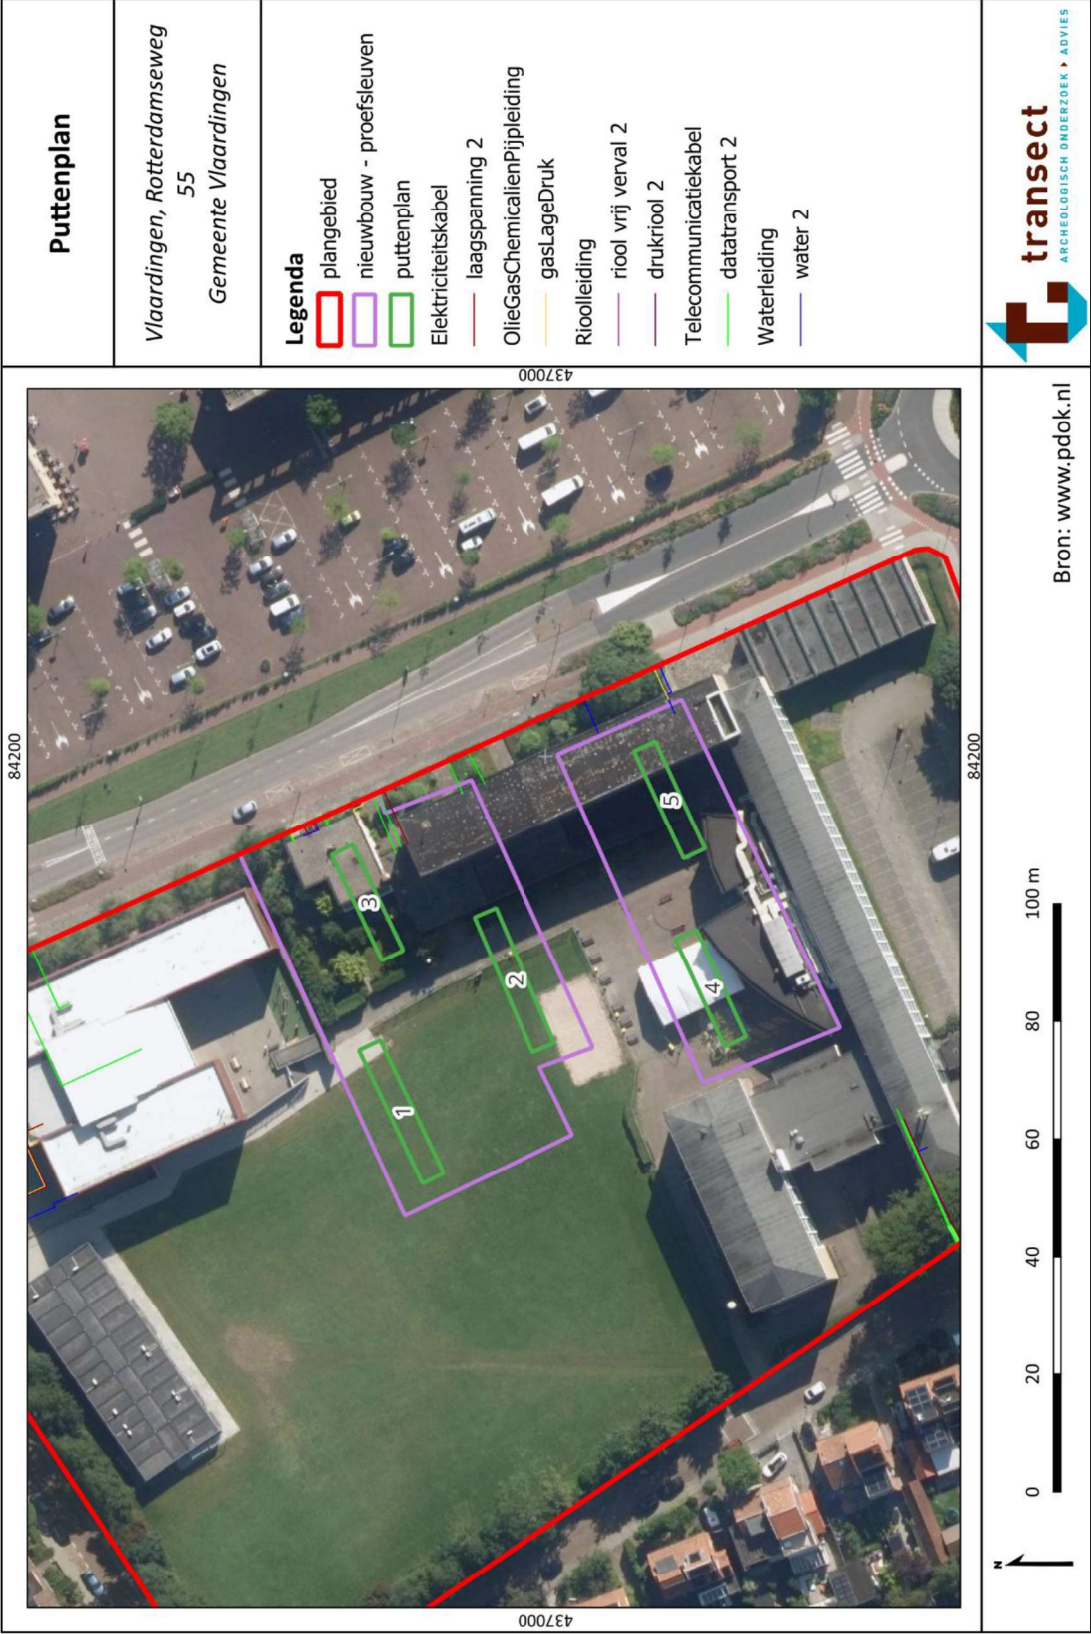 Puttenplan
Vlaardingen, Rotterdamseweg
55
Gemeente Vlaardingen
Legenda
plangebied
nieuwbouw - proefsleuven
puttenplan
Elektriciteitskabel
laagspanning 2
OlieGasChemicalienPijpleiding
gasLageDruk
Rioolleiding
riool vrij verval 2
drukriool 2
Telecommunicatiekabel
datatransport 2
Waterleiding
water 2
transect
ARCHEOLOGISCH ONDERZOEK ▸ ADVIES
84200
84200
437000
437000
1
2
3
4
5
N
0
20
40
60
80
100 m
Bron: www.pdok.nl